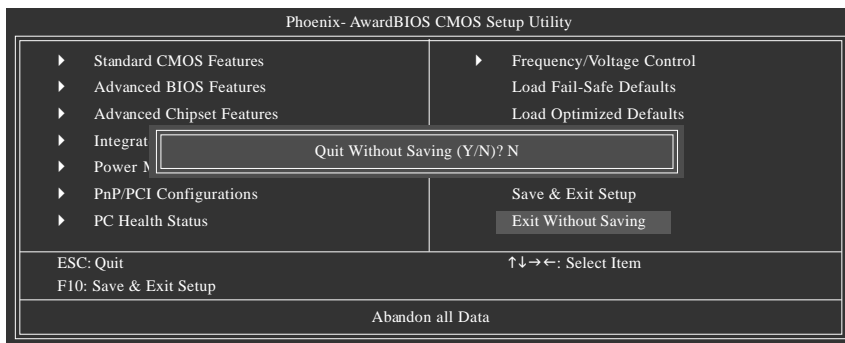 Phoenix- AwardBIOS CMOS Setup Utility
Standard CMOS Features
Advanced BIOS Features
Advanced Chipset Features
Integrat
Power M
PnP/PCI Configurations
PC Health Status
Frequency/Voltage Control
Load Fail-Safe Defaults
Load Optimized Defaults
Quit Without Saving (Y/N)? N
Save & Exit Setup
Exit Without Saving
ESC: Quit
F10: Save & Exit Setup
↑↓→←: Select Item
Abandon all Data